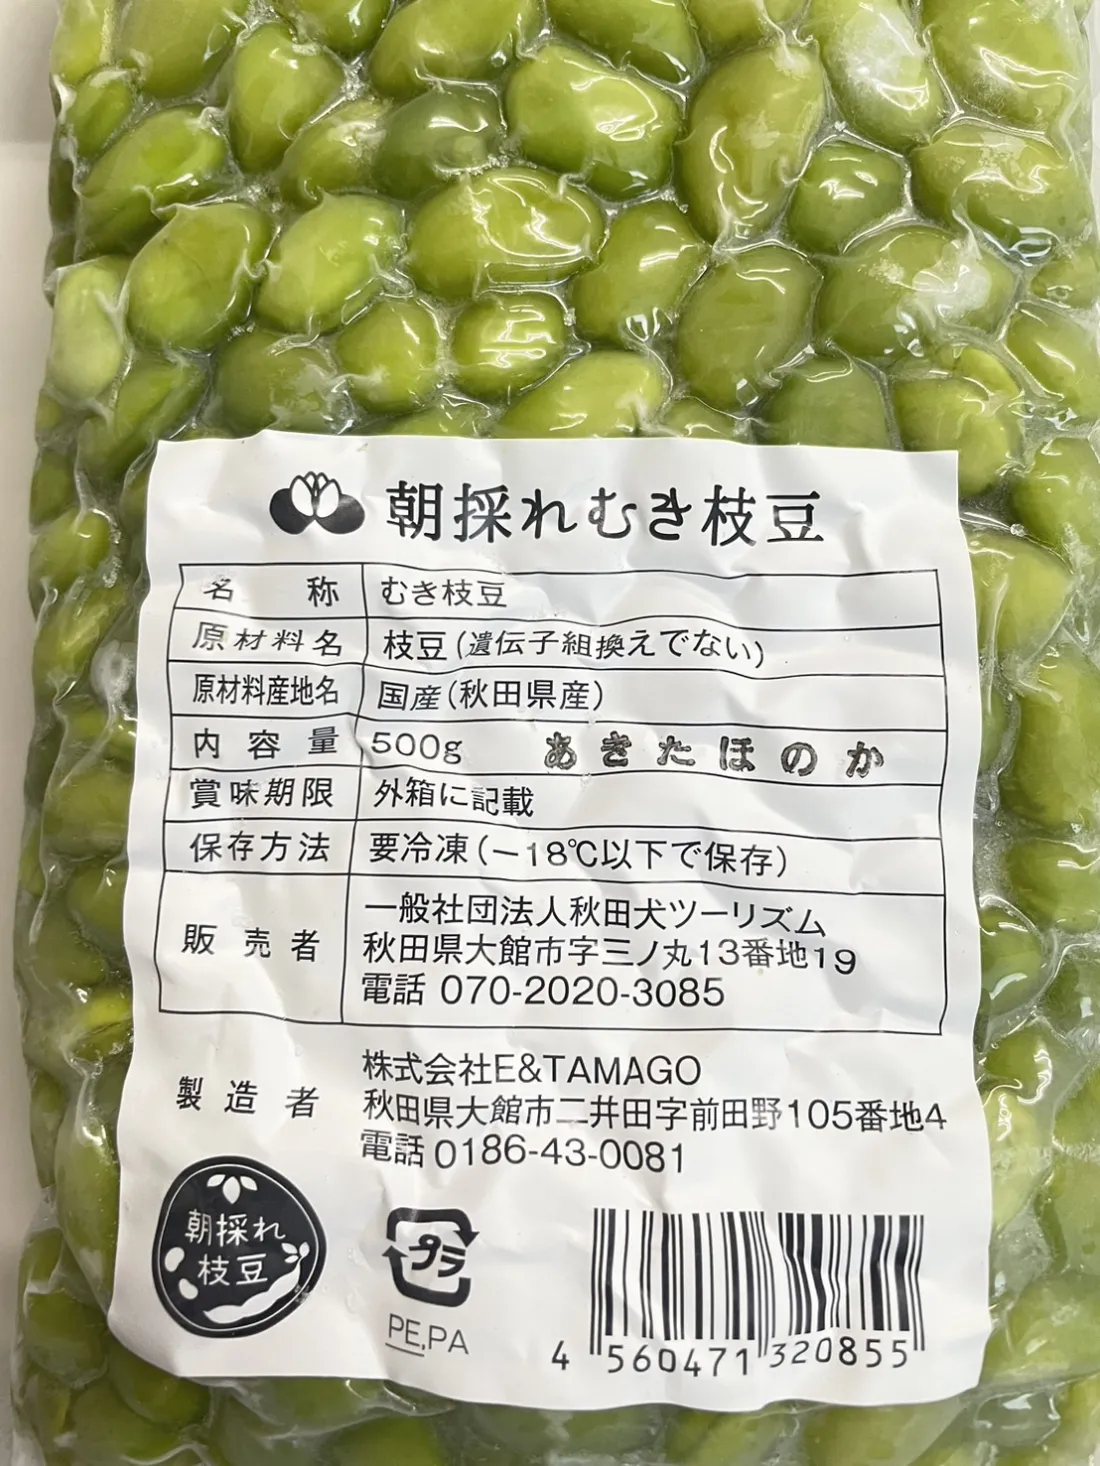 朝採れむき枝豆
名称 むき枝豆
原材料名 枝豆(遺伝子組換えでない)
原材料産地名 国産(秋田県産)
内容量 500g あきたほのか
賞味期限 外箱に記載
保存方法 要冷凍(－18℃以下で保存)
販売者 一般社団法人秋田犬ツーリズム
秋田県大館市字三ノ丸13番地19
電話 070-2020-3085
製造者 株式会社E&TAMAGO
秋田県大館市二井田字前田野105番地4
電話 0186-43-0081
朝採れ
枝豆
プラ
PE,PA
4 560471 320855